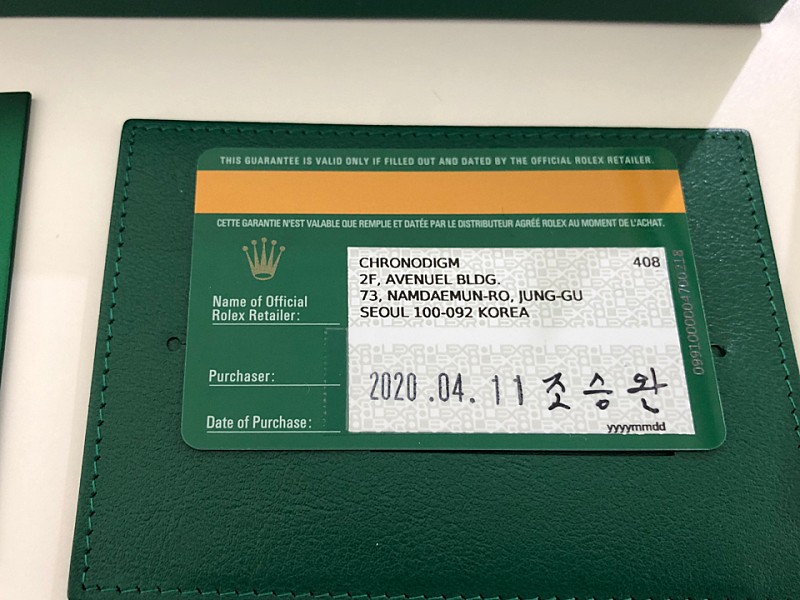 THIS GUARANTEE IS VALID ONLY IF FILLED OUT AND DATED BY THE OFFICIAL ROLEX RETAILER.
CETTE GARANTIE N'EST VALABLE QUE REMPLIE ET DATÉE PAR LE DISTRIBUTEUR AGRÉÉ ROLEX AU MOMENT DE L'ACHAT.
CHRONODIGM 408
2F, AVENUEL BLDG.
73, NAMDAEMUN-RO, JUNG-GU
SEOUL 100-092 KOREA
Name of Official
Rolex Retailer:
Purchaser:
2020.04.11 조승완
Date of Purchase:
yyyymmdd